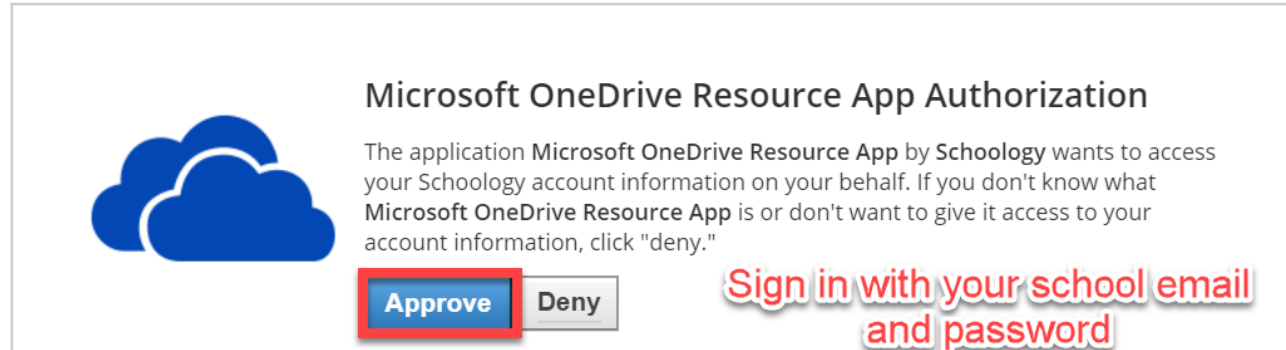 Microsoft OneDrive Resource App Authorization
The application Microsoft OneDrive Resource App by Schoology wants to access
your Schoology account information on your behalf. If you don't know what
Microsoft OneDrive Resource App is or don't want to give it access to your
account information, click "deny."
Approve Deny
Sign in with your school email
and password